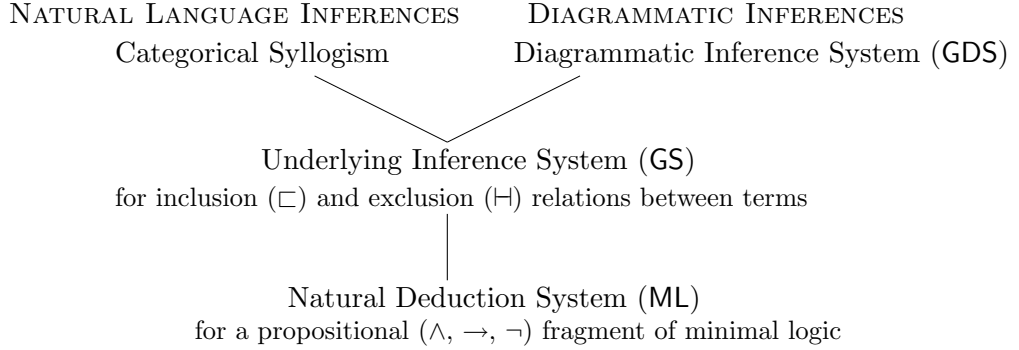 NATURAL LANGUAGE INFERENCES DIAGRAMMATIC INFERENCES
Categorical Syllogism Diagrammatic Inference System (GDS)
Underlying Inference System (GS)
for inclusion (⊏) and exclusion (⊢⊣) relations between terms
Natural Deduction System (ML)
for a propositional (∧, →, ¬) fragment of minimal logic